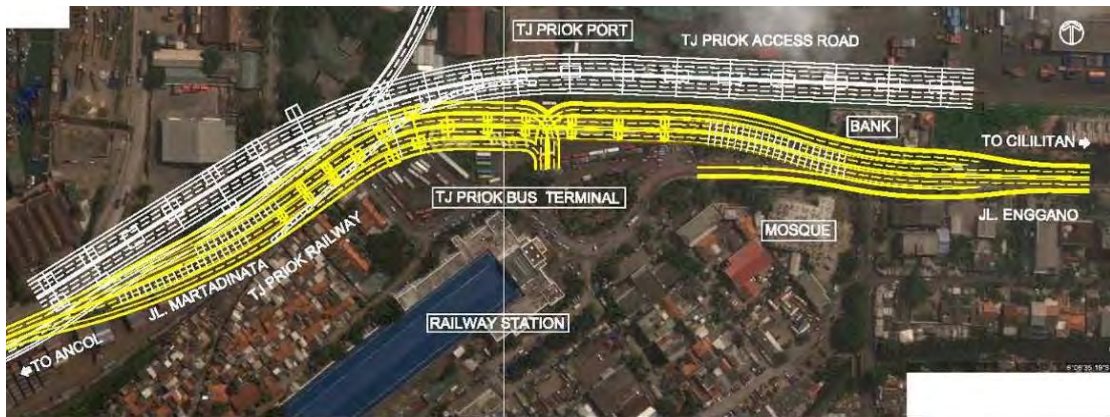 TJ PRIOK PORT
TJ PRIOK ACCESS ROAD
BANK
TO CILILITAN
TJ PRIOK BUS TERMINAL
JL. ENGGANO
MOSQUE
TJ PRIOK RAILWAY
JL. MARTADINATA
RAILWAY STATION
TO ANCOL